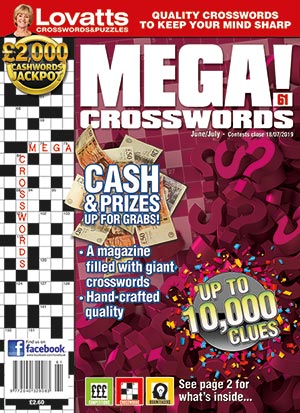 Lovatts
CROSSWORDS&PUZZLES
QUALITY CROSSWORDS
TO KEEP YOUR MIND SHARP
£2,000
CASHWORDS
JACKPOT
MEGA!
61
CROSSWORDS
June/July - Contests close 18/07/2019
MEGA
CROSSWORDS
CASH
& PRIZES
UP FOR GRABS!
• A magazine
filled with giant
crosswords
• Hand-crafted
quality
UP TO
10,000
CLUES
Find us on
facebook
£2.60
£££
See page 2 for
what's inside...